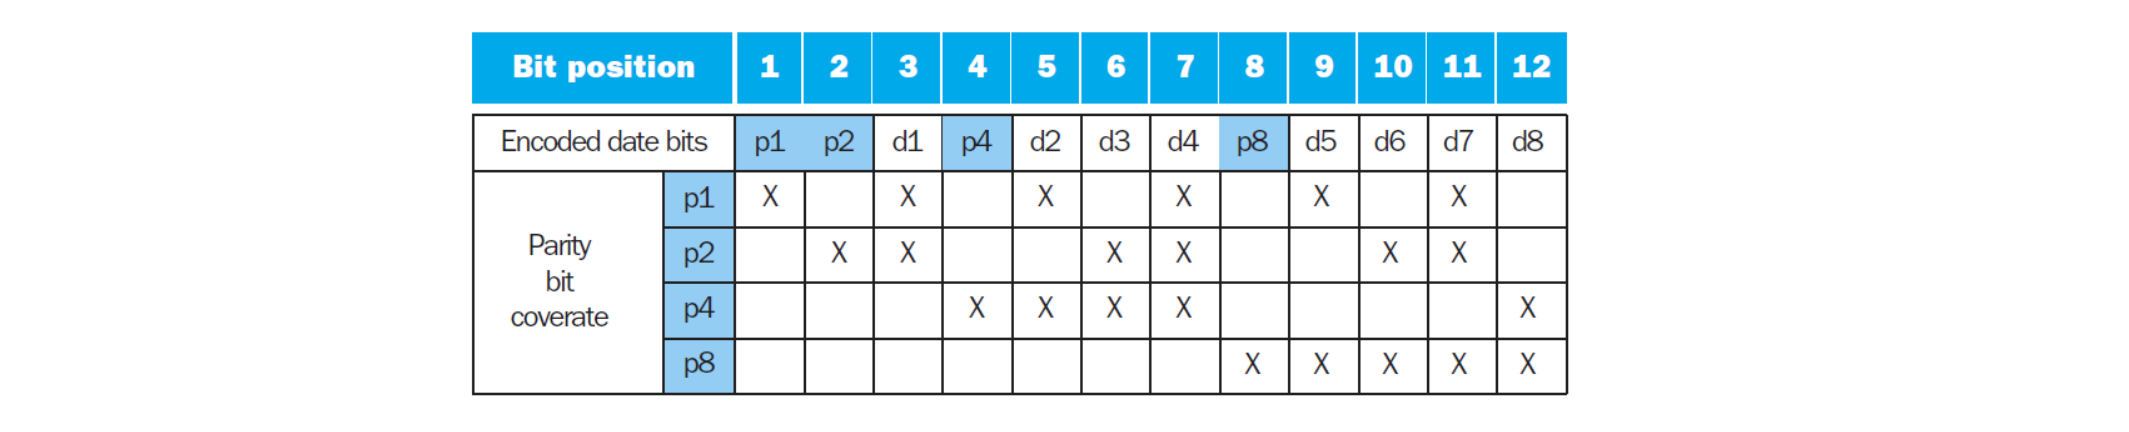 Bit position 1 2 3 4 5 6 7 8 9 10 11 12
Encoded date bits p1 p2 d1 p4 d2 d3 d4 p8 d5 d6 d7 d8
Parity
bit
coverate
p1 X X X X X X
p2 X X X X X X
p4 X X X X X
p8 X X X X X